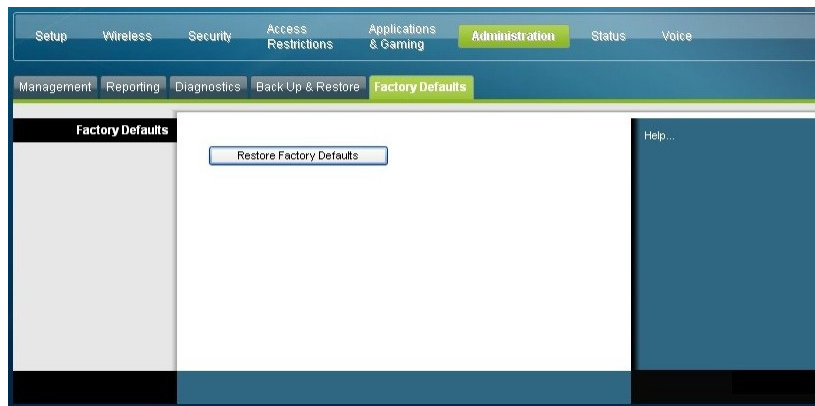 Setup Wireless Security Access Restrictions Applications & Gaming Administration Status Voice
Management Reporting Diagnostics Back Up & Restore Factory Defaults
Factory Defaults
Restore Factory Defaults
Help...